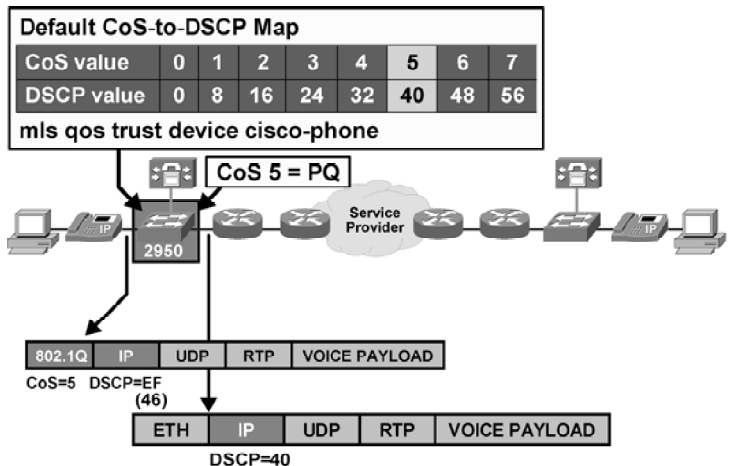 Default CoS-to-DSCP Map
CoS value 0 1 2 3 4 5 6 7
DSCP value 0 8 16 24 32 40 48 56
mls qos trust device cisco-phone
CoS 5 = PQ
IP
2950
Service
Provider
IP
802.1Q IP UDP RTP VOICE PAYLOAD
CoS=5 DSCP=EF
(46)
ETH IP UDP RTP VOICE PAYLOAD
DSCP=40